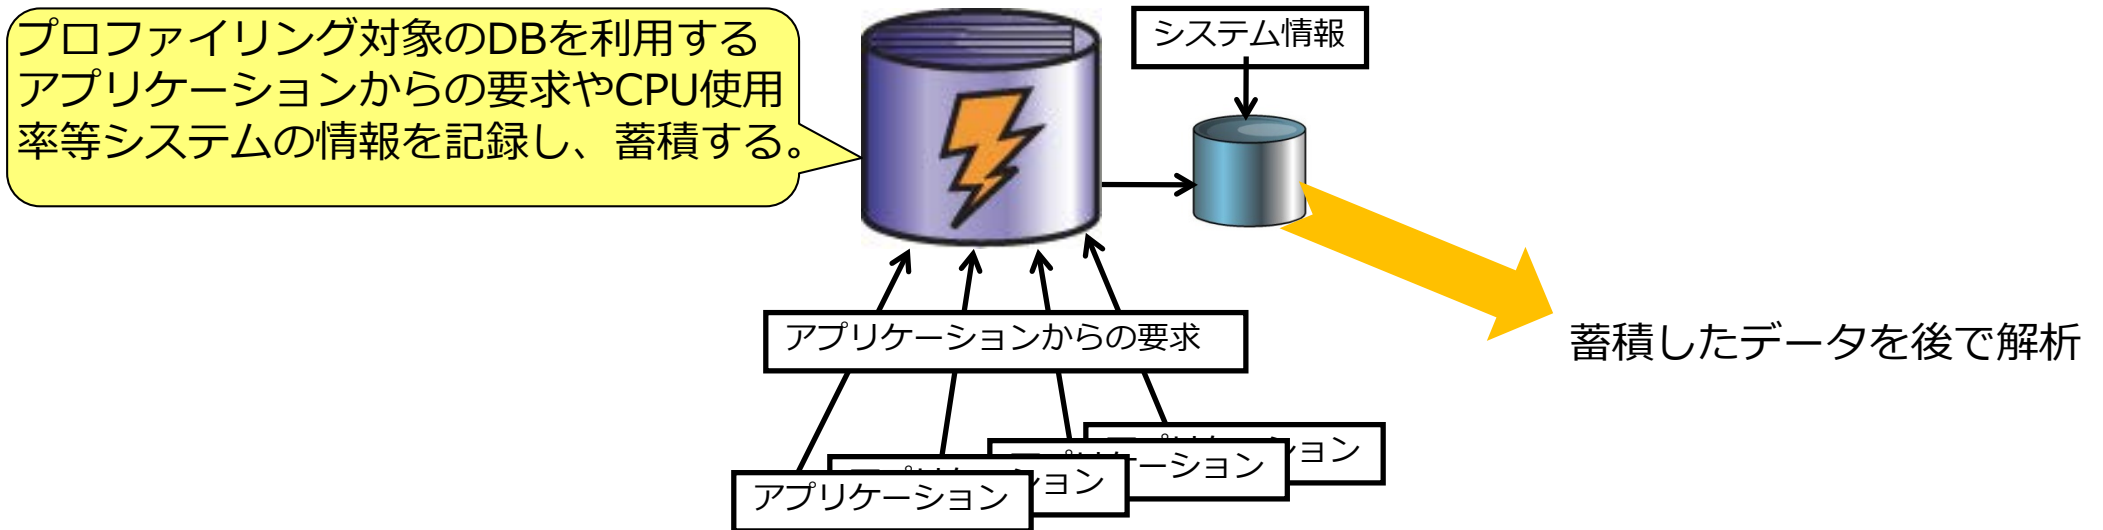 プロファイリング対象のDBを利用する
アプリケーションからの要求やCPU使用
率等システムの情報を記録し、蓄積する。
システム情報
アプリケーションからの要求
蓄積したデータを後で解析
アプリケーション